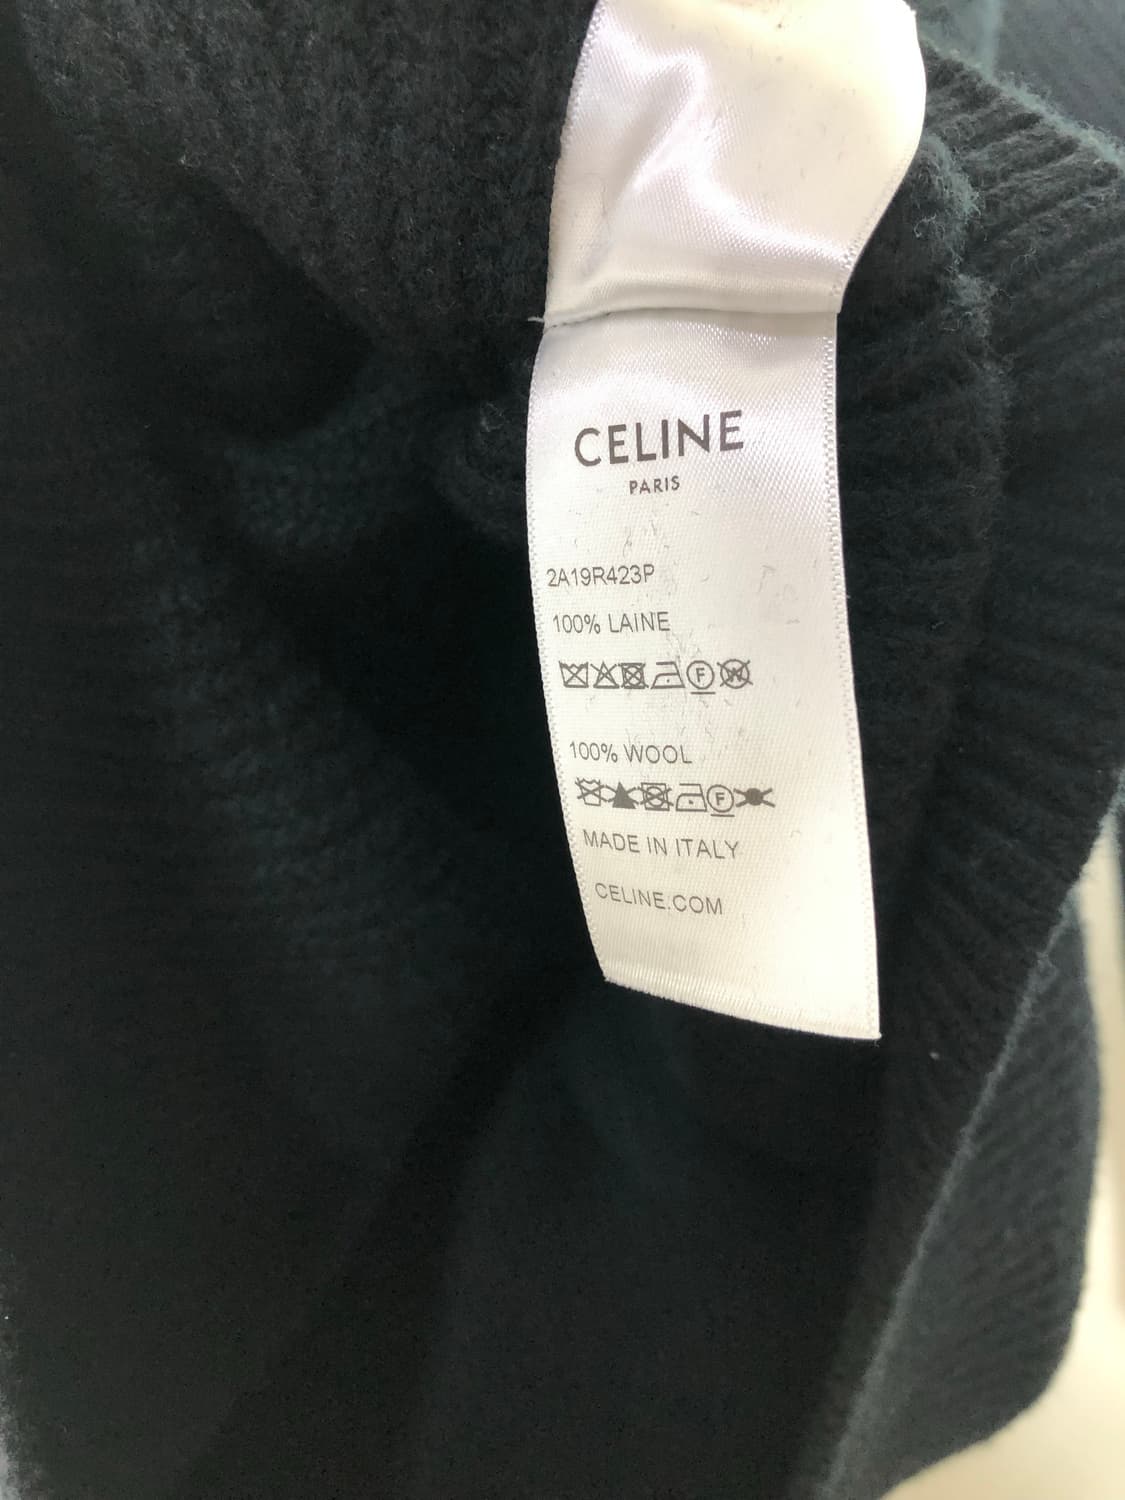 CELINE
PARIS
2A19R423P
100% LAINE
F W
100% WOOL
F
MADE IN ITALY
CELINE.COM